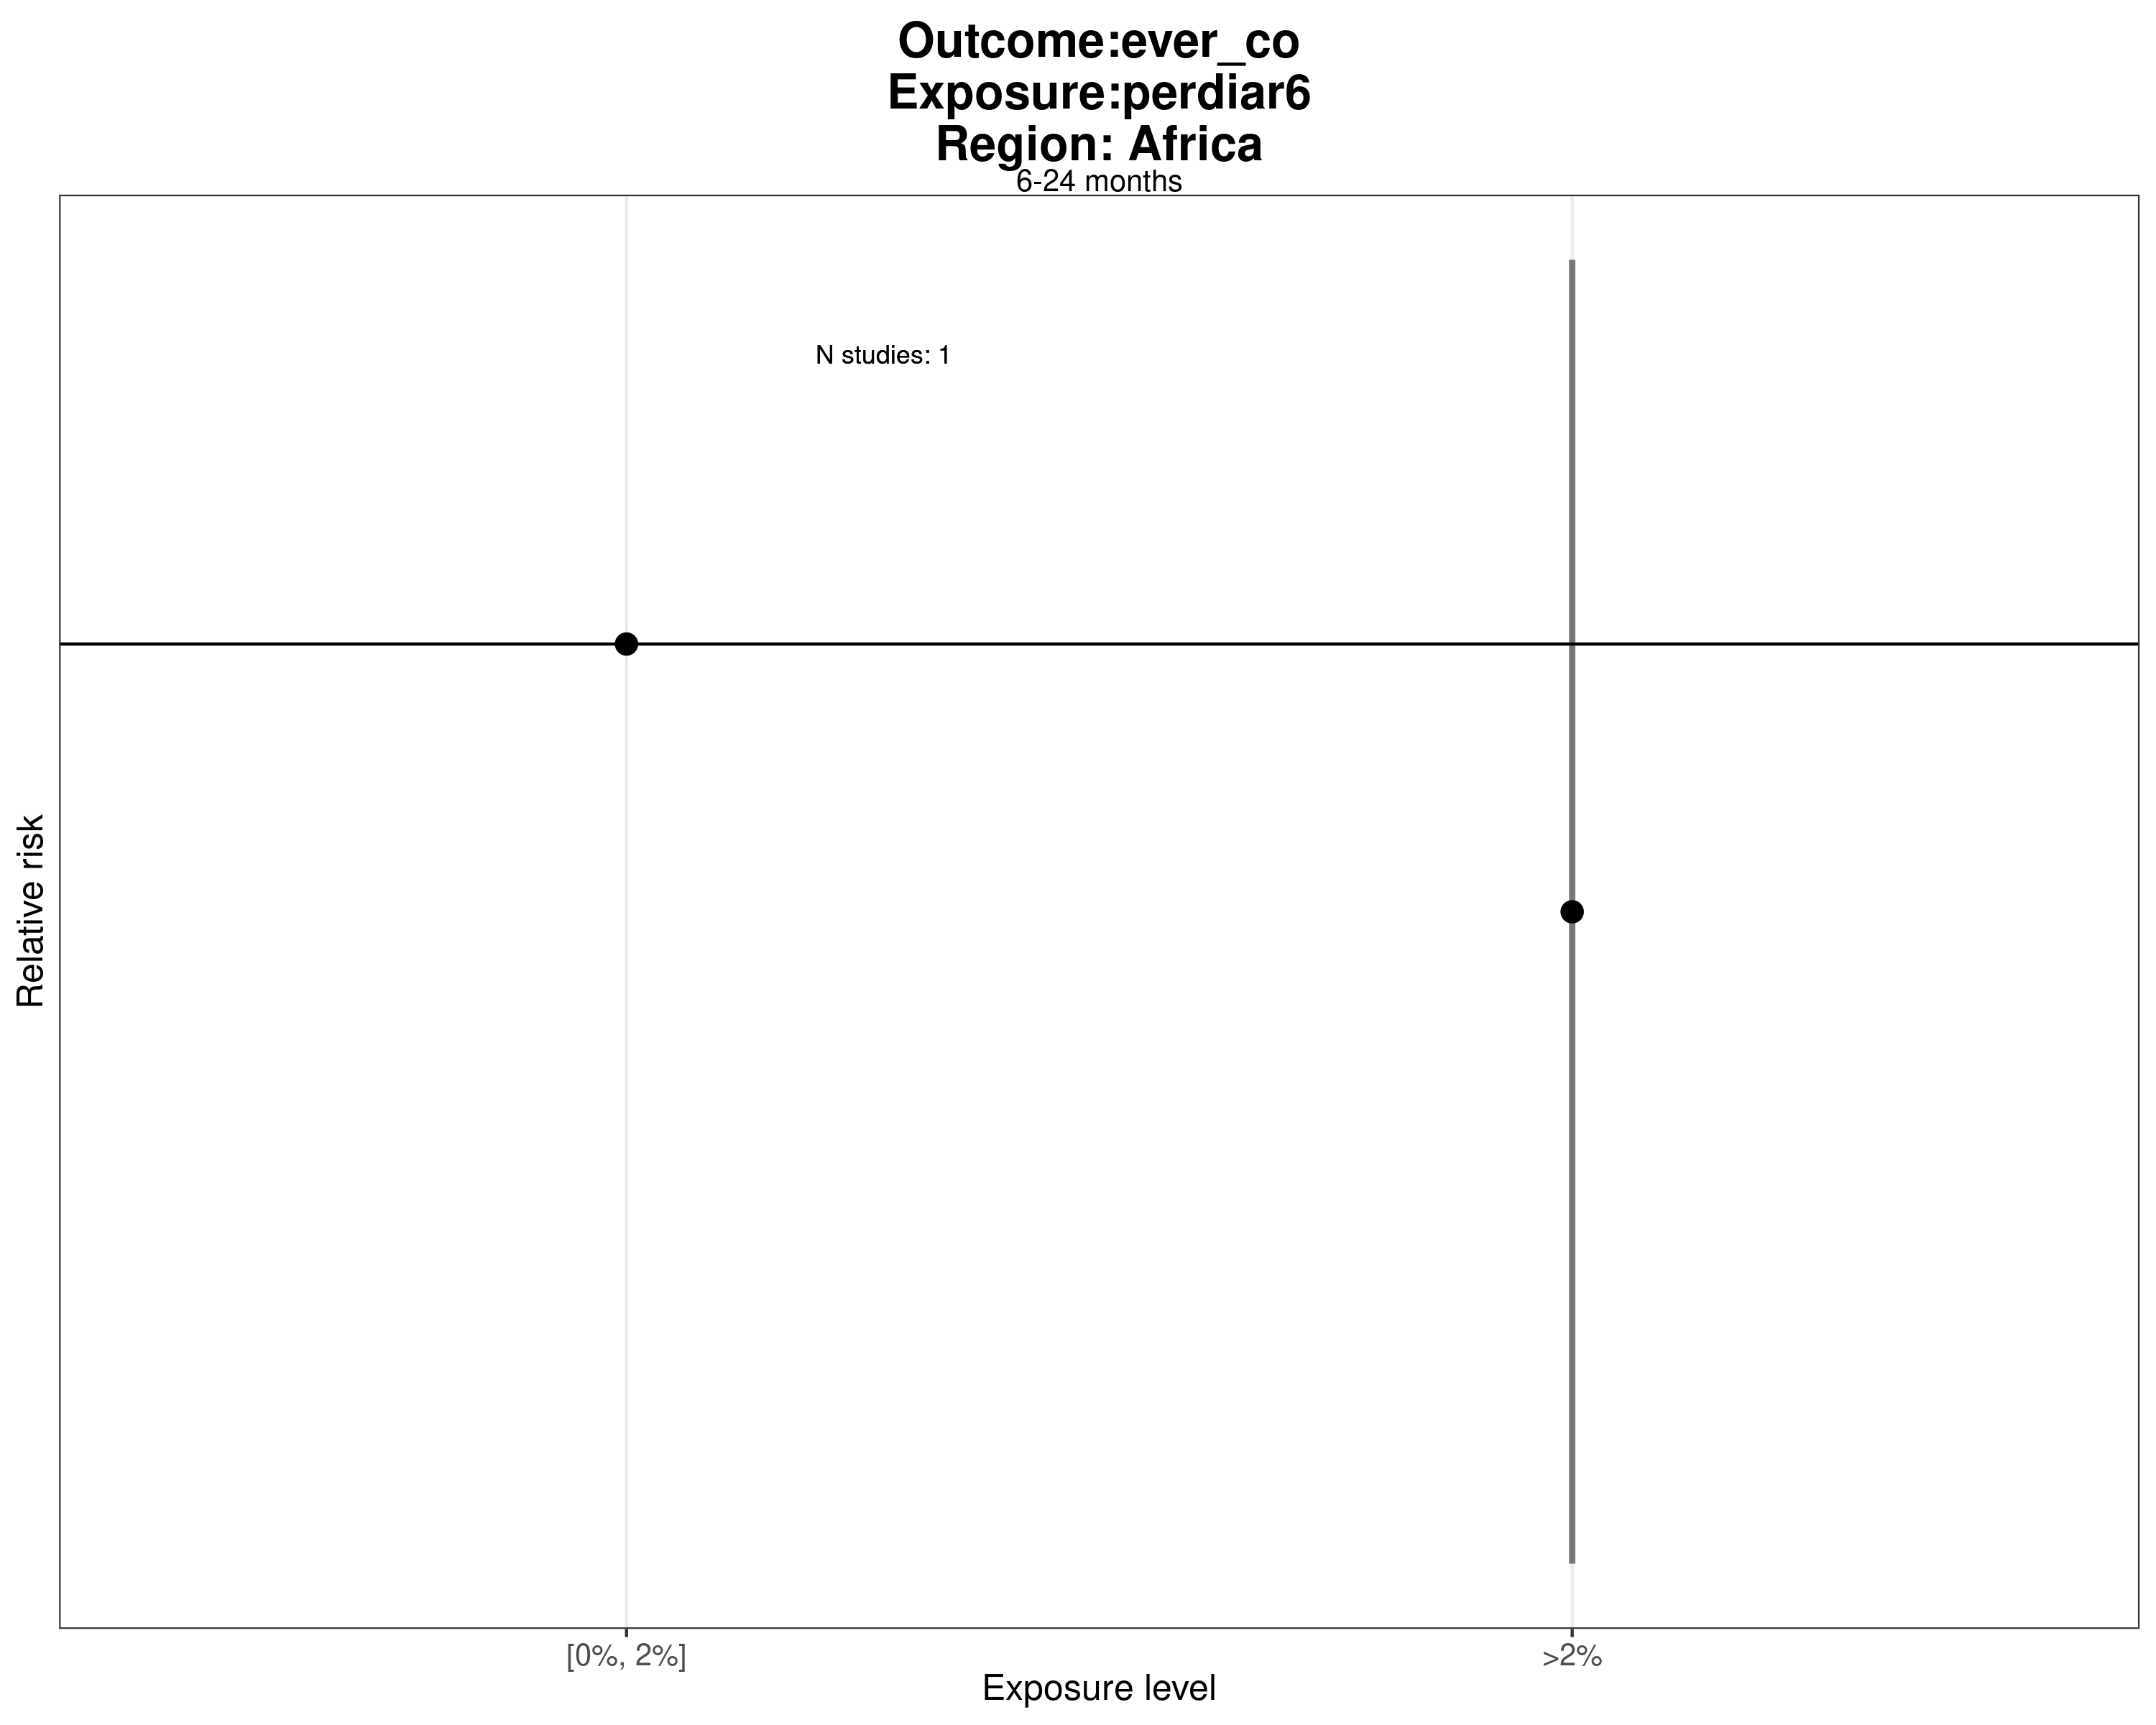 Outcome:ever_co
Exposure:perdiar6
Region: Africa
6-24 months
N studies: 1
Relative risk
[0%, 2%]
>2%
Exposure level